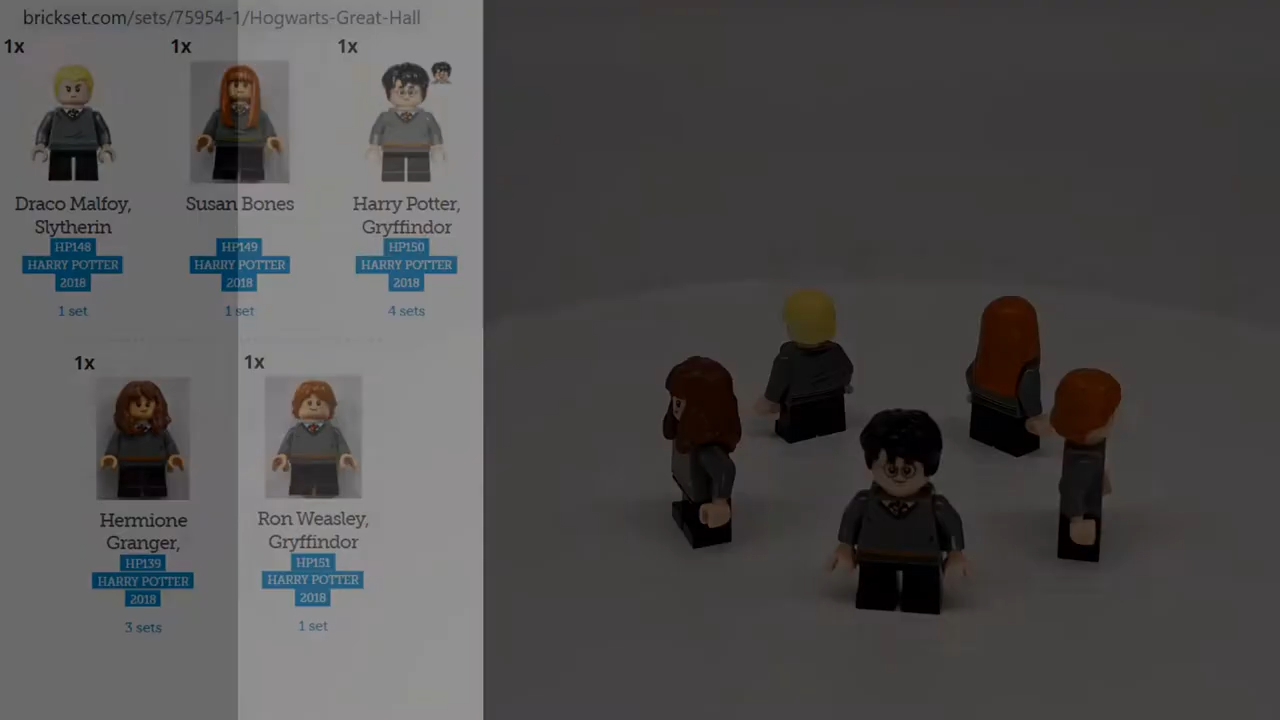 brickset.com/sets/75954-1/Hogwarts-Great-Hall
1x
1x
1x
Draco Malfoy,
Slytherin
HP148
HARRY POTTER
2018
1 set
Susan Bones
HP149
HARRY POTTER
2018
1 set
Harry Potter,
Gryffindor
HP150
HARRY POTTER
2018
4 sets
1x
1x
Hermione
Granger,
HP139
HARRY POTTER
2018
3 sets
Ron Weasley,
Gryffindor
HP151
HARRY POTTER
2018
1 set